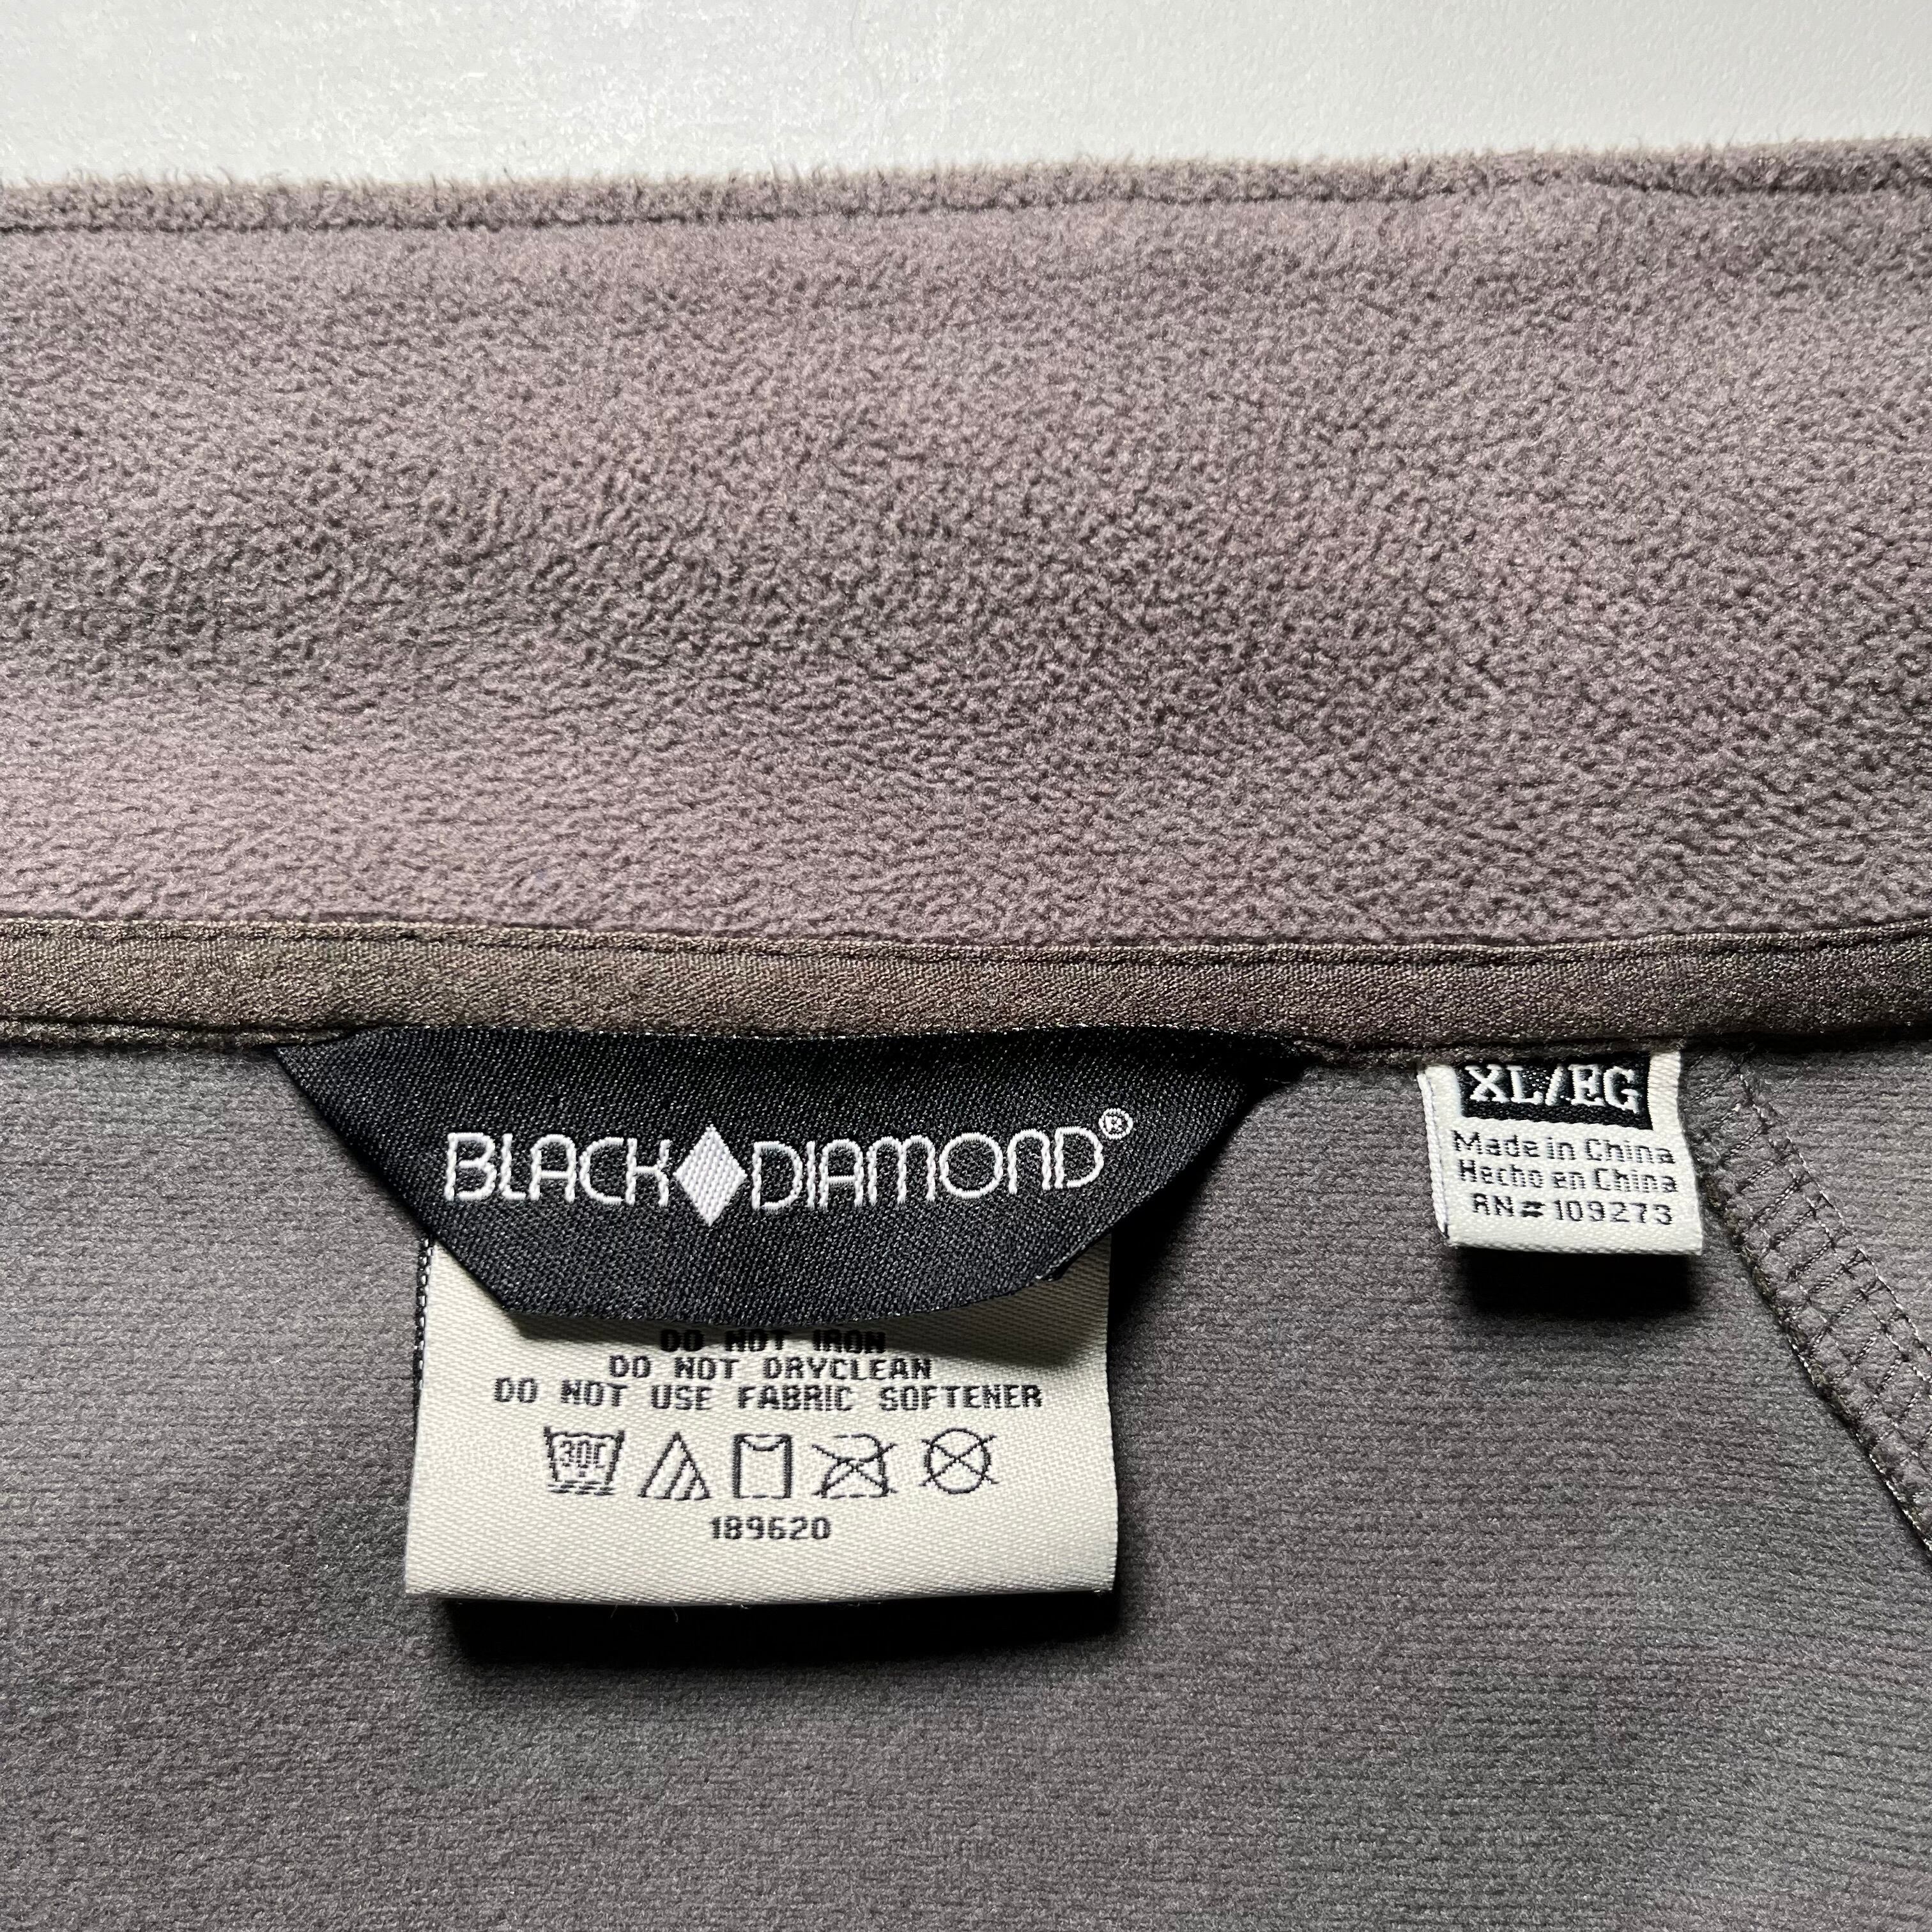 BLACK DIAMOND®
DO NOT IRON
DO NOT DRYCLEAN
DO NOT USE FABRIC SOFTENER
30C
189620
XL/EG
Made in China
Hecho en China
RN# 109273